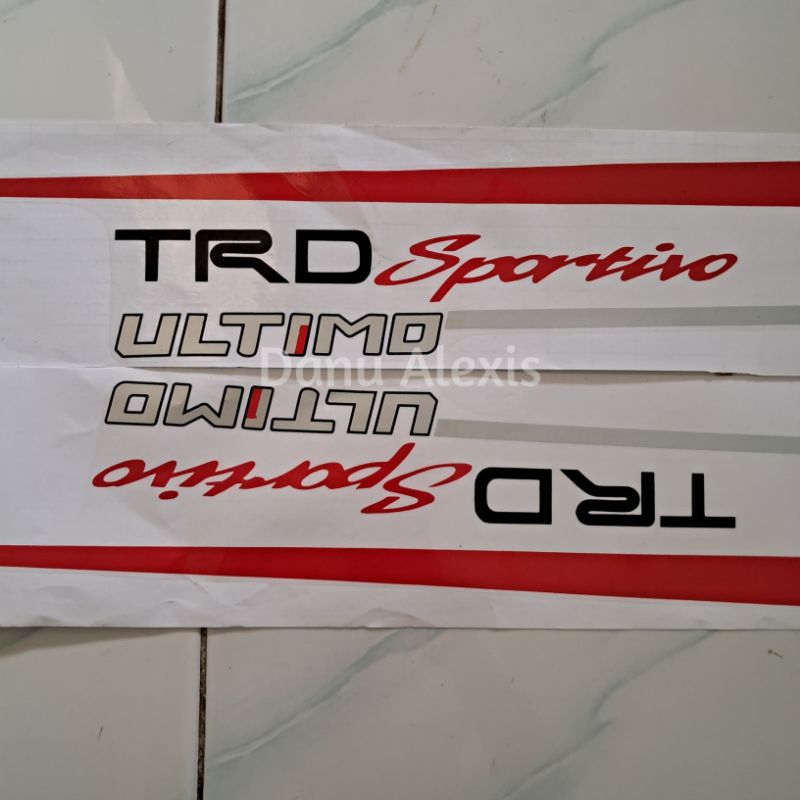 TRD Sportivo
ULTIMO
Danu Alexis
ULTIMO
TRD Sportivo